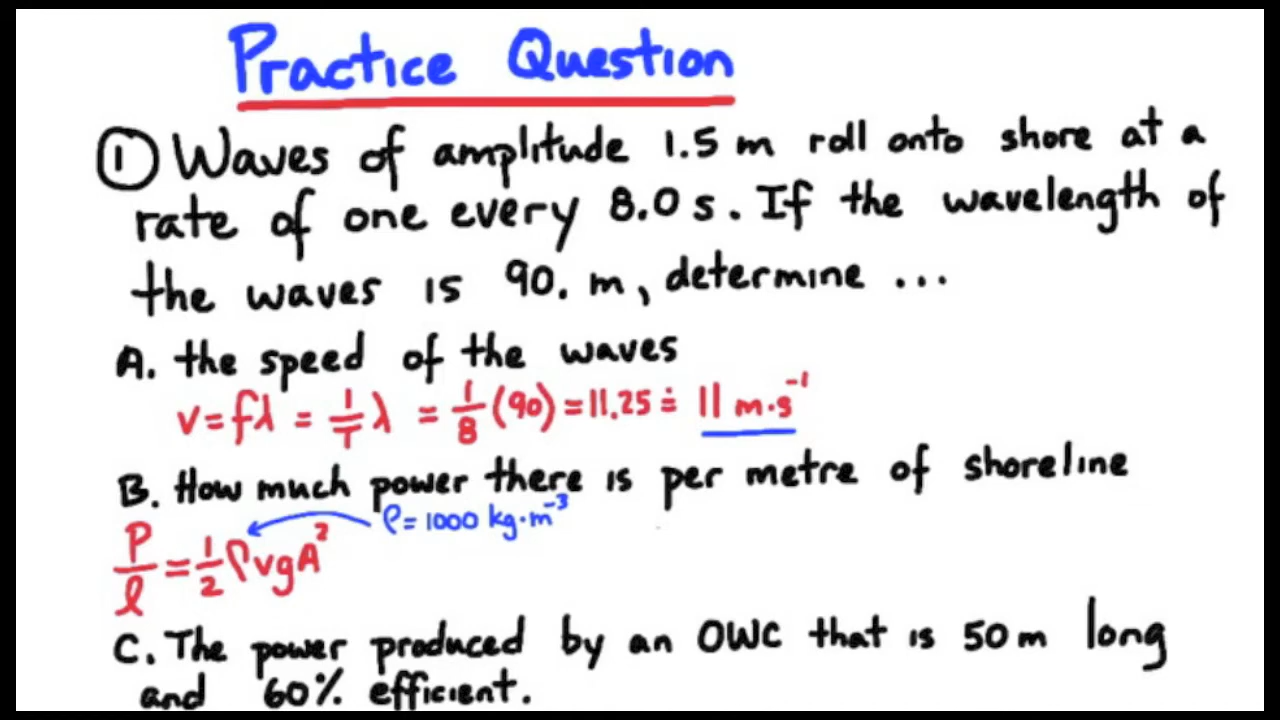 Practice Question
① Waves of amplitude 1.5 m roll onto shore at a
rate of one every 8.0 s. If the wavelength of
the waves is 90. m, determine ...
A. the speed of the waves
v = fλ = 1/T λ = 1/8 (90) = 11.25 ≐ 11 m·s⁻¹
B. How much power there is per metre of shoreline
ρ = 1000 kg·m⁻³
P/l = 1/2 ρvgA²
C. The power produced by an OWC that is 50 m long
and 60% efficient.